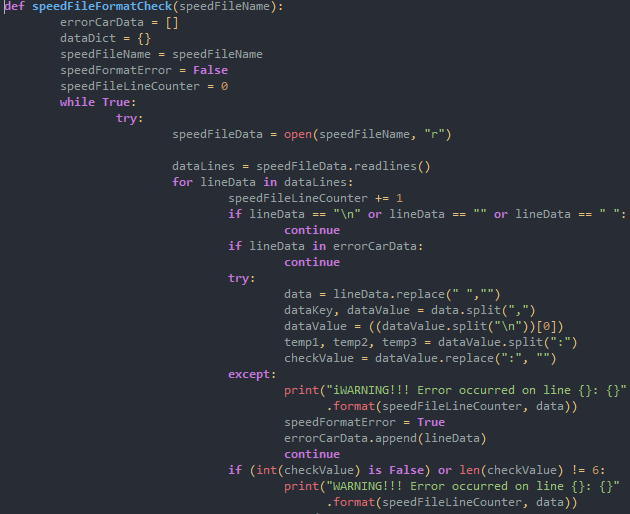 def speedFileFormatCheck(speedFileName):
errorCarData = []
dataDict = {}
speedFileName = speedFileName
speedFormatError = False
speedFileLineCounter = 0
while True:
try:
speedFileData = open(speedFileName, "r")
dataLines = speedFileData.readlines()
for lineData in dataLines:
speedFileLineCounter += 1
if lineData == "\n" or lineData == "" or lineData == " ":
continue
if lineData in errorCarData:
continue
try:
data = lineData.replace(" ","")
dataKey, dataValue = data.split(",")
dataValue = ((dataValue.split("\n"))[0])
temp1, temp2, temp3 = dataValue.split(":")
checkValue = dataValue.replace(":", "")
except:
print("iWARNING!!! Error occurred on line {}: {}"
.format(speedFileLineCounter, data))
speedFormatError = True
errorCarData.append(lineData)
continue
if (int(checkValue) is False) or len(checkValue) != 6:
print("WARNING!!! Error occurred on line {}: {}"
.format(speedFileLineCounter, data))